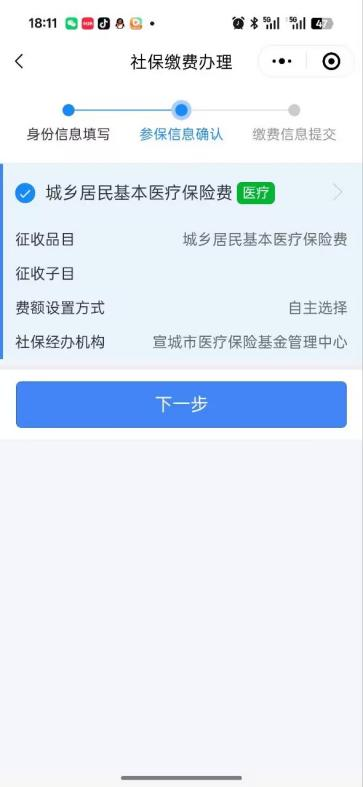 18:11
5G 5G 47
社保缴费办理
身份信息填写 参保信息确认 缴费信息提交
城乡居民基本医疗保险费 医疗
征收品目 城乡居民基本医疗保险费
征收子目
费额设置方式 自主选择
社保经办机构 宣城市医疗保险基金管理中心
下一步